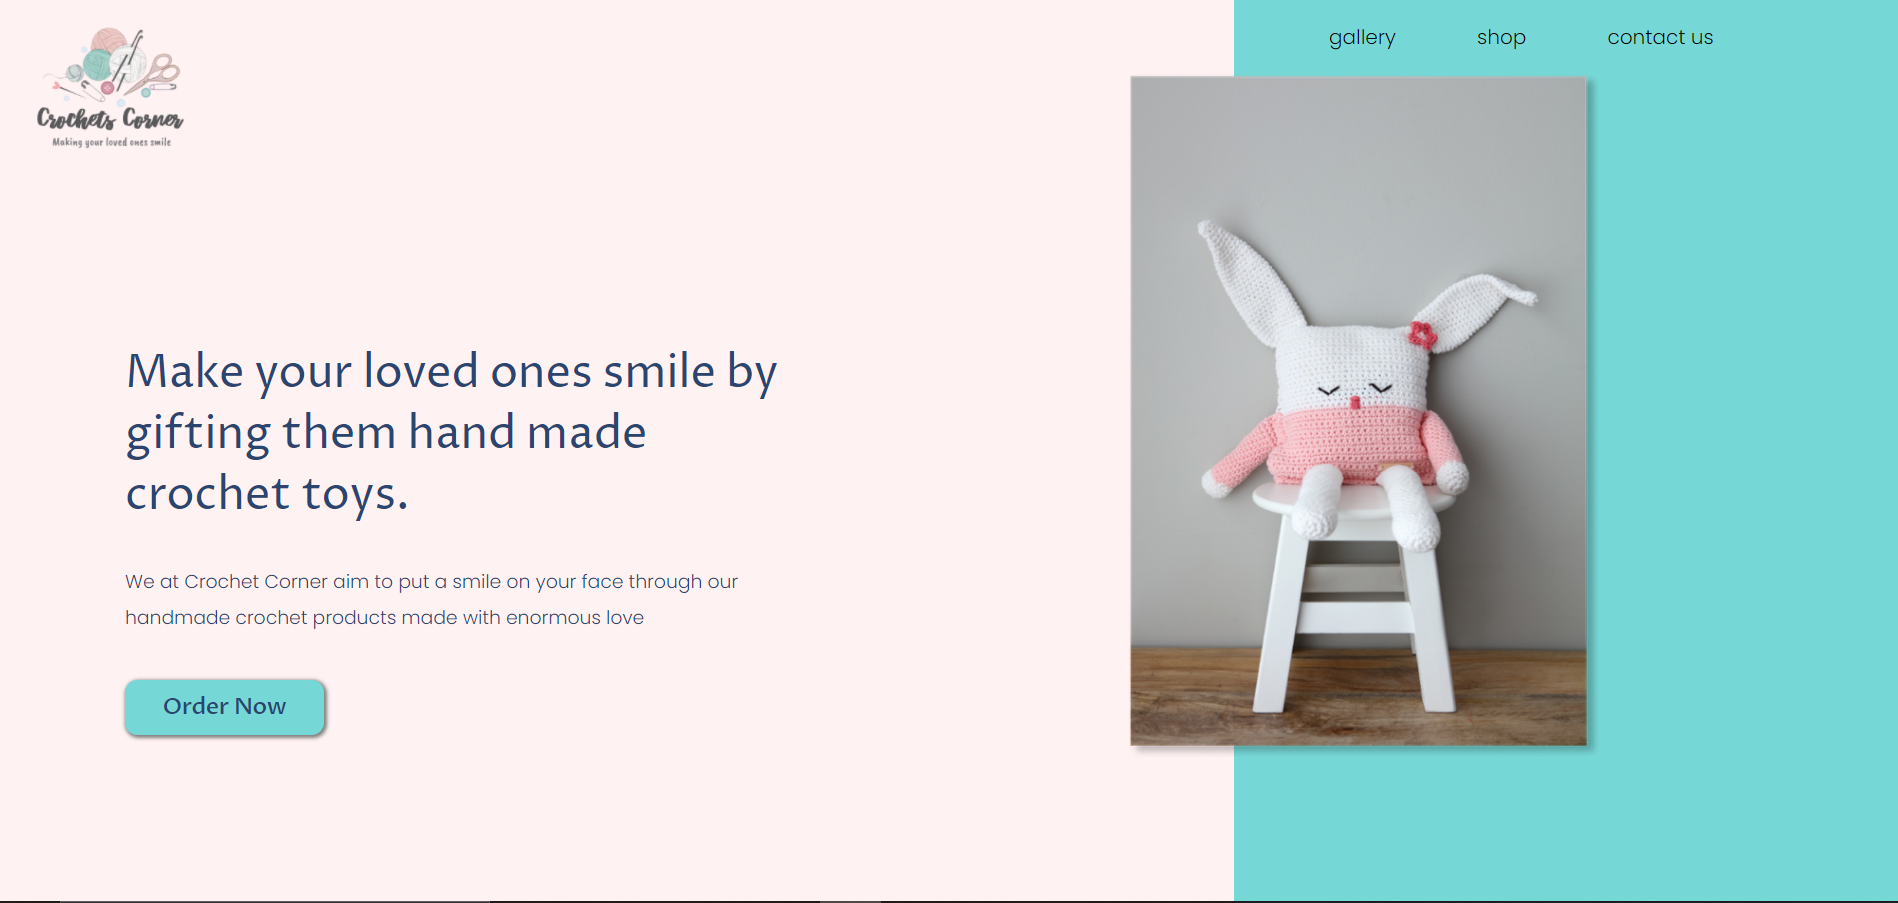 Crochets Corner
Making your loved ones smile
gallery
shop
contact us
Make your loved ones smile by
gifting them hand made
crochet toys.
We at Crochet Corner aim to put a smile on your face through our
handmade crochet products made with enormous love
Order Now